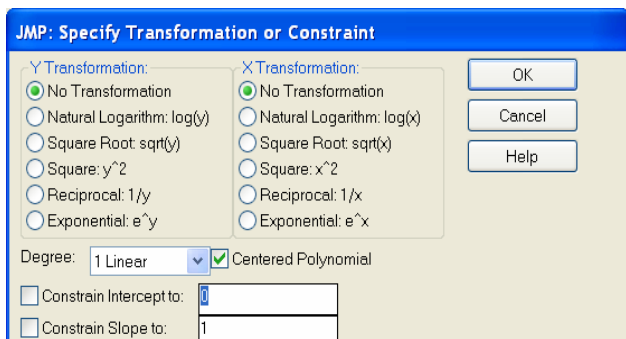 JMP: Specify Transformation or Constraint
Y Transformation:
No Transformation
Natural Logarithm: log(y)
Square Root: sqrt(y)
Square: y^2
Reciprocal: 1/y
Exponential: e^y
X Transformation:
No Transformation
Natural Logarithm: log(x)
Square Root: sqrt(x)
Square: x^2
Reciprocal: 1/x
Exponential: e^x
OK
Cancel
Help
Degree: 1 Linear Centered Polynomial
Constrain Intercept to: 0
Constrain Slope to: 1